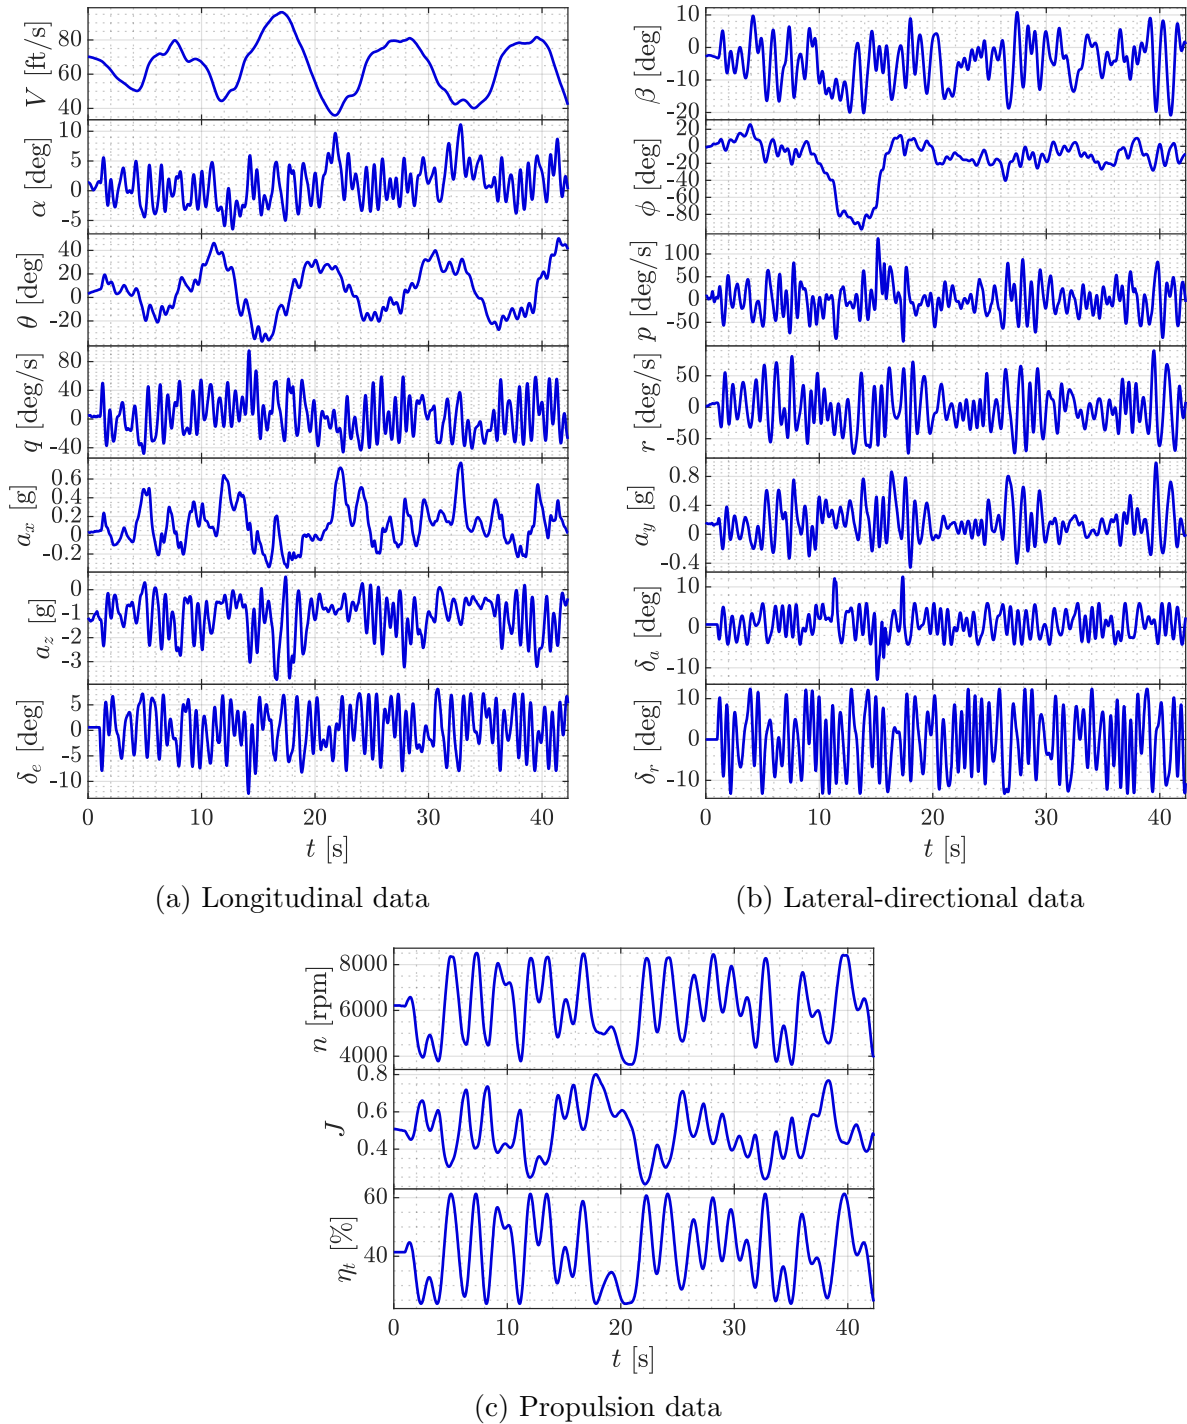 V [ft/s]
80
60
40
α [deg]
10
5
0
-5
θ [deg]
40
20
0
-20
q [deg/s]
80
40
0
-40
a_x [g]
0.6
0.4
0.2
0
-0.2
a_z [g]
0
-1
-2
-3
δ_e [deg]
5
0
-5
-10
0 10 20 30 40
t [s]
(a) Longitudinal data
β [deg]
10
0
-10
-20
ϕ [deg]
20
0
-20
-40
-60
-80
p [deg/s]
100
50
0
-50
r [deg/s]
50
0
-50
a_y [g]
0.8
0.4
0
-0.4
δ_a [deg]
10
0
-10
δ_r [deg]
10
0
-10
0 10 20 30 40
t [s]
(b) Lateral-directional data
n [rpm]
8000
6000
4000
J
0.8
0.6
0.4
η_t [%]
60
40
0 10 20 30 40
t [s]
(c) Propulsion data